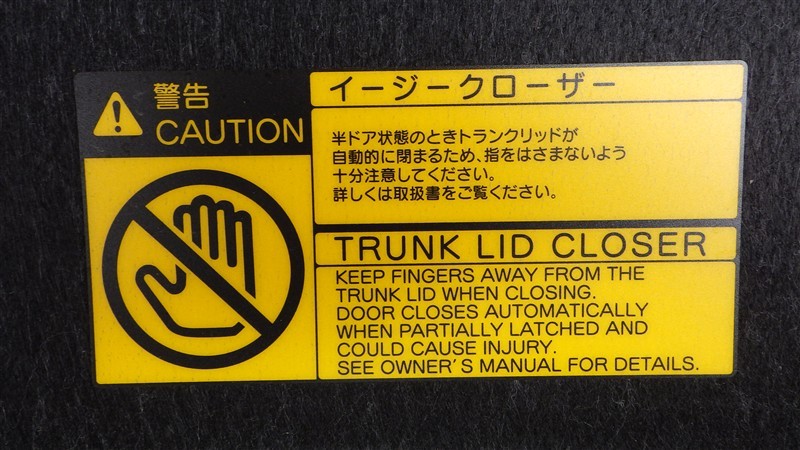 警告
CAUTION
イージークローザー
半ドア状態のときトランクリッドが
自動的に閉まるため、指をはさまないよう
十分注意してください。
詳しくは取扱書をご覧ください。
TRUNK LID CLOSER
KEEP FINGERS AWAY FROM THE
TRUNK LID WHEN CLOSING.
DOOR CLOSES AUTOMATICALLY
WHEN PARTIALLY LATCHED AND
COULD CAUSE INJURY.
SEE OWNER'S MANUAL FOR DETAILS.